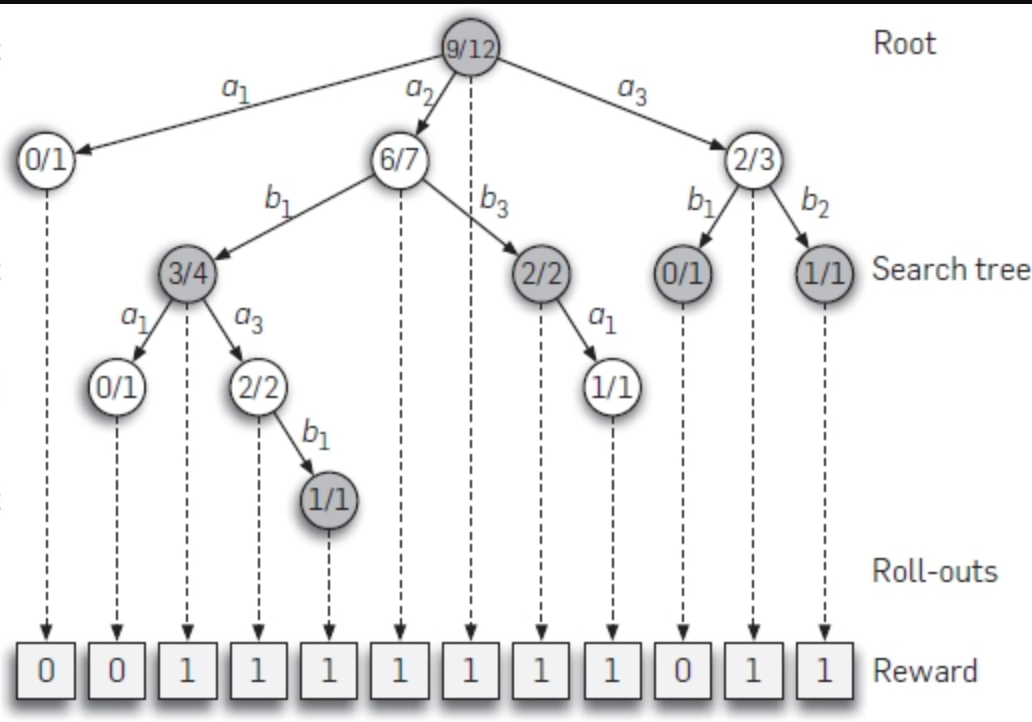 9/12 Root
a₁ a₂ a₃
0/1 6/7 2/3
b₁ b₃ b₁ b₂
3/4 2/2 0/1 1/1 Search tree
a₁ a₃ a₁
0/1 2/2 1/1
b₁
1/1
Roll-outs
0 0 1 1 1 1 1 1 1 0 1 1 Reward